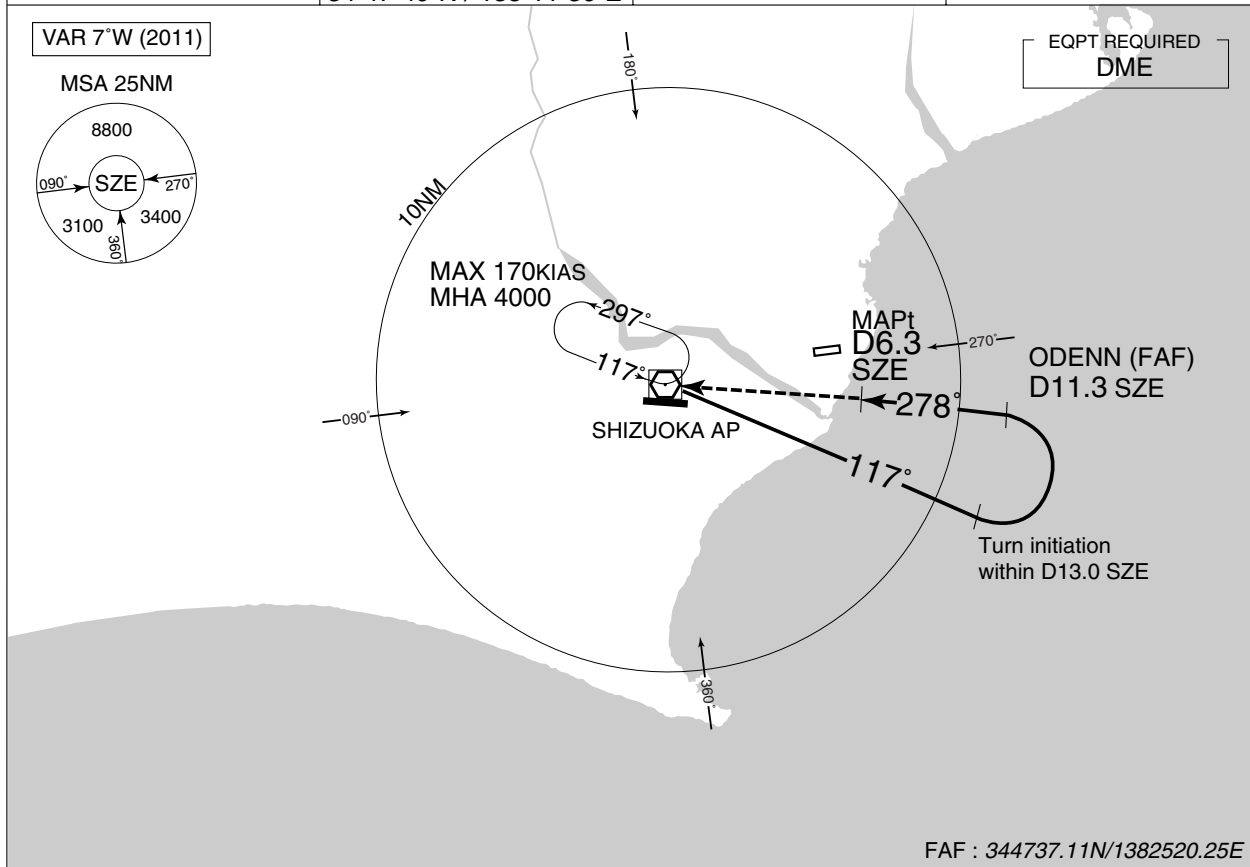 VAR 7°W (2011)
MSA 25NM
8800
090°
SZE
270°
3100
3400
360°
180°
EQPT REQUIRED
DME
10NM
MAX 170KIAS
MHA 4000
297°
117°
MAPt
D6.3
SZE
270°
ODENN (FAF)
D11.3 SZE
278°
090°
SHIZUOKA AP
117°
Turn initiation
within D13.0 SZE
360°
FAF : 344737.11N/1382520.25E